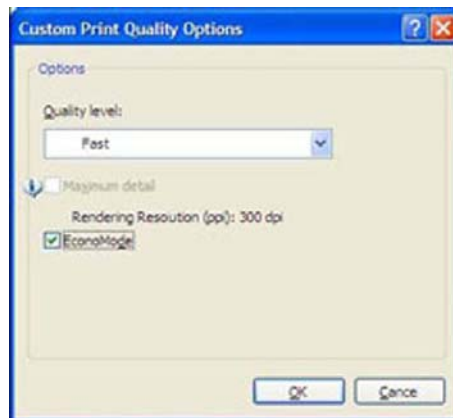 Custom Print Quality Options
Options
Quality level:
Fast
Maximum detail
Rendering Resoution (ppi): 300 dpi
EconoMode
OK
Cance